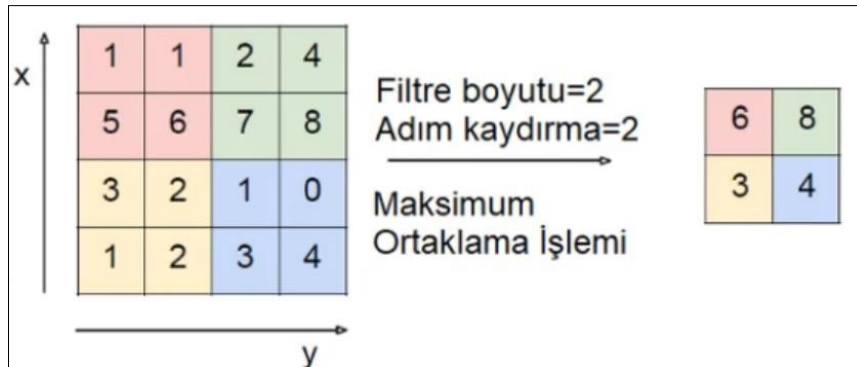 x
1 1 2 4
5 6 7 8
3 2 1 0
1 2 3 4
y
Filtre boyutu=2
Adım kaydırma=2
Maksimum
Ortaklama İşlemi
6 8
3 4